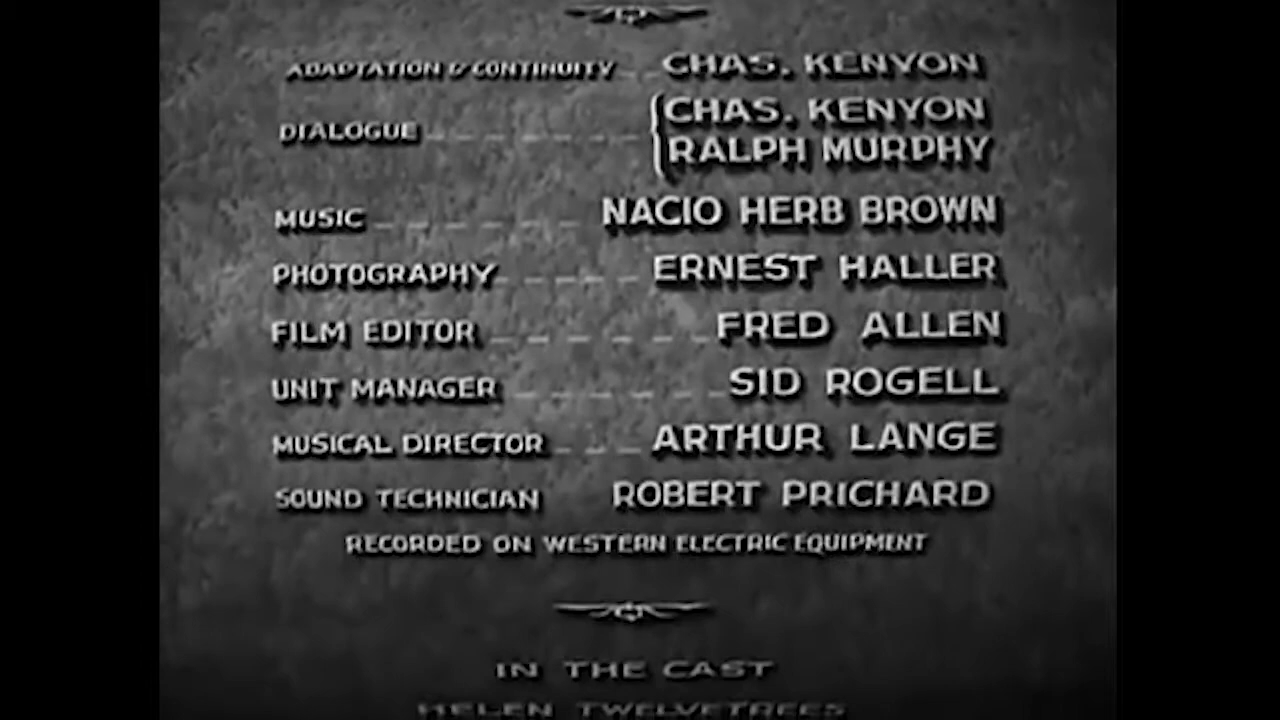 ADAPTATION & CONTINUITY CHAS. KENYON
DIALOGUE CHAS. KENYON
RALPH MURPHY
MUSIC NACIO HERB BROWN
PHOTOGRAPHY ERNEST HALLER
FILM EDITOR FRED ALLEN
UNIT MANAGER SID ROGELL
MUSICAL DIRECTOR ARTHUR LANGE
SOUND TECHNICIAN ROBERT PRICHARD
RECORDED ON WESTERN ELECTRIC EQUIPMENT
IN THE CAST
HELEN TWELVETREES